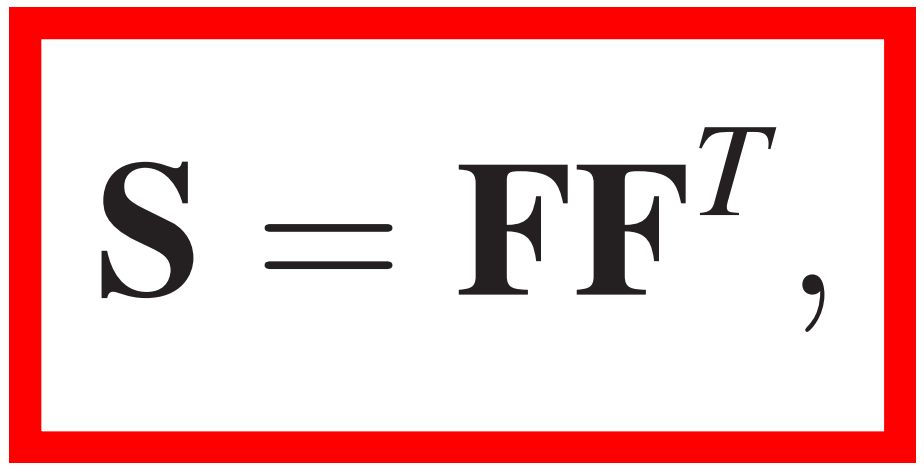 S = FF^T,